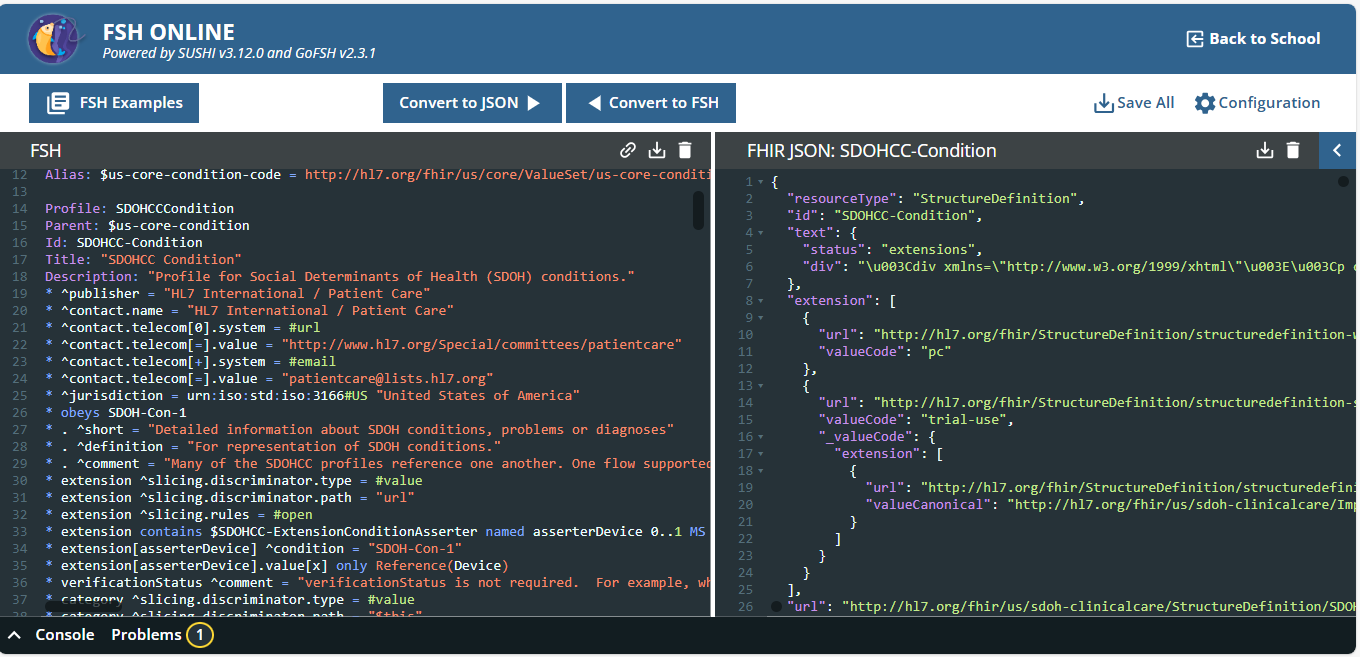 FSH ONLINE
Powered by SUSHI v3.12.0 and GoFSH v2.3.1
Back to School
FSH Examples
Convert to JSON
Convert to FSH
Save All
Configuration
FSH
12 Alias: $us-core-condition-code = http://hl7.org/fhir/us/core/ValueSet/us-core-conditi
13
14 Profile: SDOHCCCondition
15 Parent: $us-core-condition
16 Id: SDOHCC-Condition
17 Title: "SDOHCC Condition"
18 Description: "Profile for Social Determinants of Health (SDOH) conditions."
19 * ^publisher = "HL7 International / Patient Care"
20 * ^contact.name = "HL7 International / Patient Care"
21 * ^contact.telecom[0].system = #url
22 * ^contact.telecom[=].value = "http://www.hl7.org/Special/committees/patientcare"
23 * ^contact.telecom[+].system = #email
24 * ^contact.telecom[=].value = "patientcare@lists.hl7.org"
25 * ^jurisdiction = urn:iso:std:iso:3166#US "United States of America"
26 * obeys SDOH-Con-1
27 * . ^short = "Detailed information about SDOH conditions, problems or diagnoses"
28 * . ^definition = "For representation of SDOH conditions."
29 * . ^comment = "Many of the SDOHCC profiles reference one another. One flow supported
30 * extension ^slicing.discriminator.type = #value
31 * extension ^slicing.discriminator.path = "url"
32 * extension ^slicing.rules = #open
33 * extension contains $SDOHCC-ExtensionConditionAsserter named asserterDevice 0..1 MS
34 * extension[asserterDevice] ^condition = "SDOH-Con-1"
35 * extension[asserterDevice].value[x] only Reference(Device)
36 * verificationStatus ^comment = "verificationStatus is not required.  For example, wh
37 * category ^slicing.discriminator.type = #value
38 * category ^slicing.discriminator.path = "$this"
FHIR JSON: SDOHCC-Condition
1 {
2 "resourceType": "StructureDefinition",
3 "id": "SDOHCC-Condition",
4 "text": {
5 "status": "extensions",
6 "div": "\u003Cdiv xmlns=\"http://www.w3.org/1999/xhtml\"\u003E\u003Cp c
7 },
8 "extension": [
9 {
10 "url": "http://hl7.org/fhir/StructureDefinition/structuredefinition-w
11 "valueCode": "pc"
12 },
13 {
14 "url": "http://hl7.org/fhir/StructureDefinition/structuredefinition-s
15 "valueCode": "trial-use",
16 "_valueCode": {
17 "extension": [
18 {
19 "url": "http://hl7.org/fhir/StructureDefinition/structuredefini
20 "valueCanonical": "http://hl7.org/fhir/us/sdoh-clinicalcare/Imp
21 }
22 ]
23 }
24 }
25 ],
26 "url": "http://hl7.org/fhir/us/sdoh-clinicalcare/StructureDefinition/SDOH
Console
Problems 1